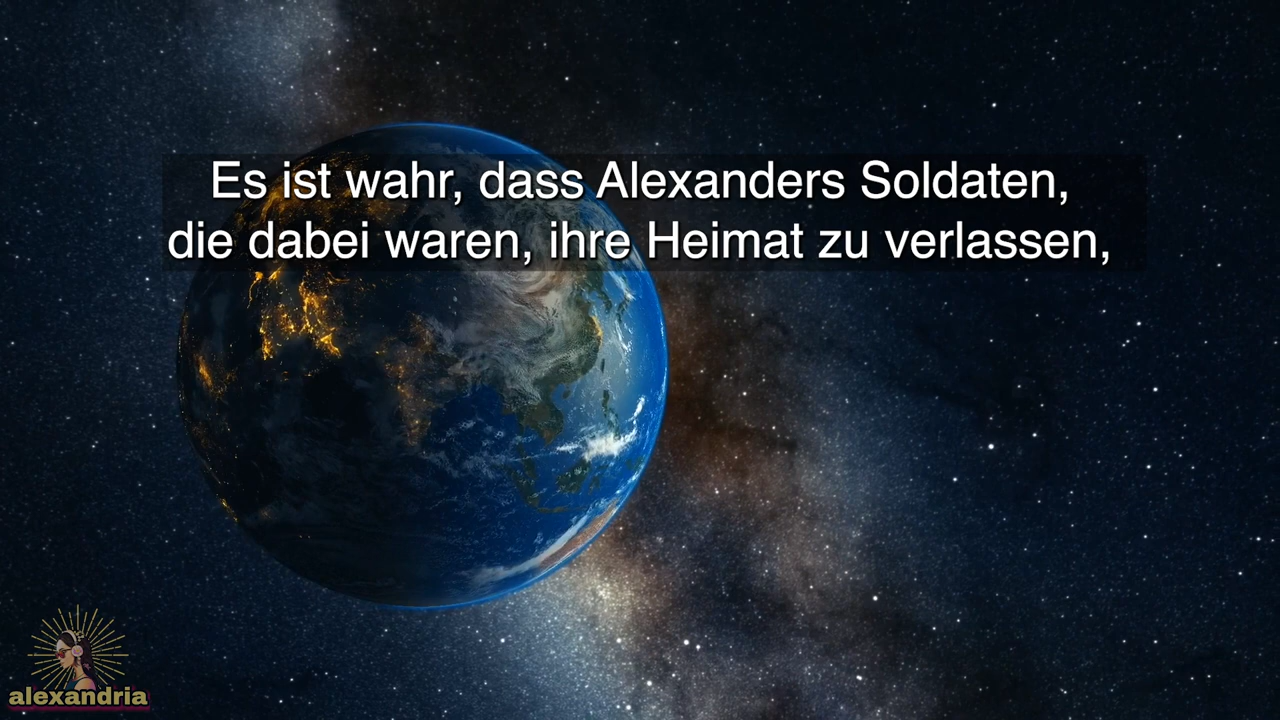 Es ist wahr, dass Alexanders Soldaten,
die dabei waren, ihre Heimat zu verlassen,
alexandria